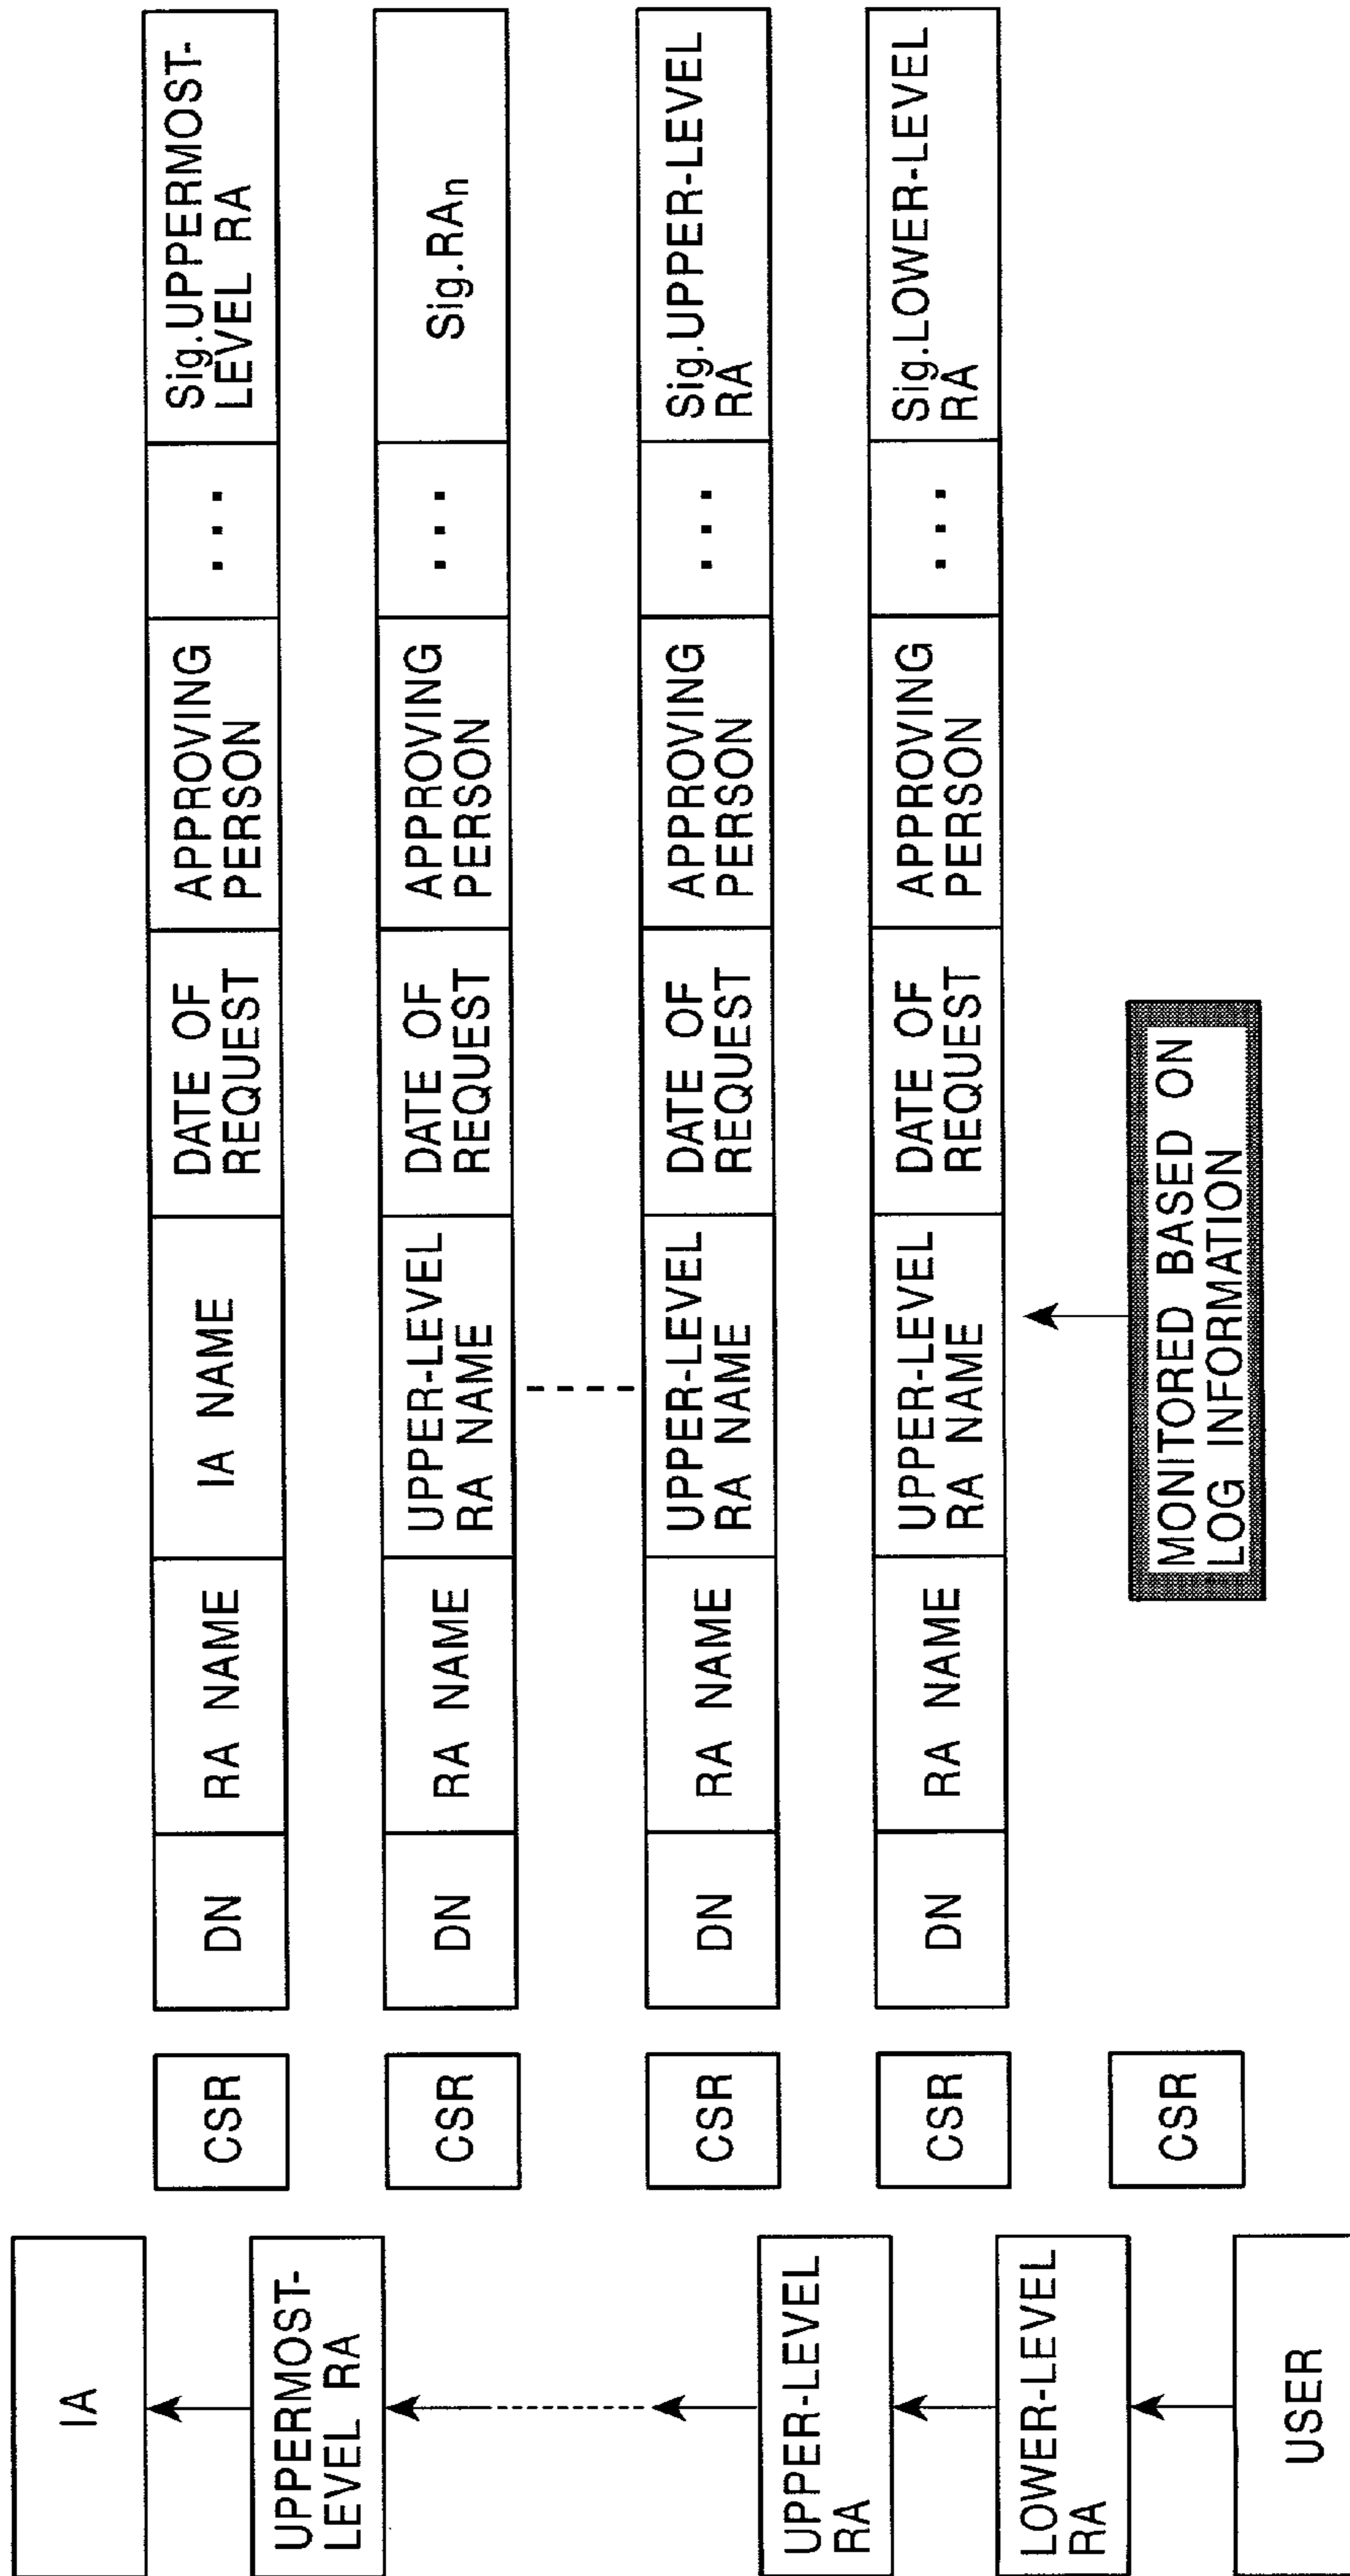 IA
UPPERMOST-
LEVEL RA
UPPER-LEVEL
RA
LOWER-LEVEL
RA
USER
CSR
DN
RA NAME
IA NAME
DATE OF
REQUEST
APPROVING
PERSON
...
Sig.UPPERMOST-
LEVEL RA
CSR
DN
RA NAME
UPPER-LEVEL
RA NAME
DATE OF
REQUEST
APPROVING
PERSON
...
Sig.RAn
CSR
DN
RA NAME
UPPER-LEVEL
RA NAME
DATE OF
REQUEST
APPROVING
PERSON
...
Sig.UPPER-LEVEL
RA
CSR
DN
RA NAME
UPPER-LEVEL
RA NAME
DATE OF
REQUEST
APPROVING
PERSON
...
Sig.LOWER-LEVEL
RA
CSR
MONITORED BASED ON
LOG INFORMATION